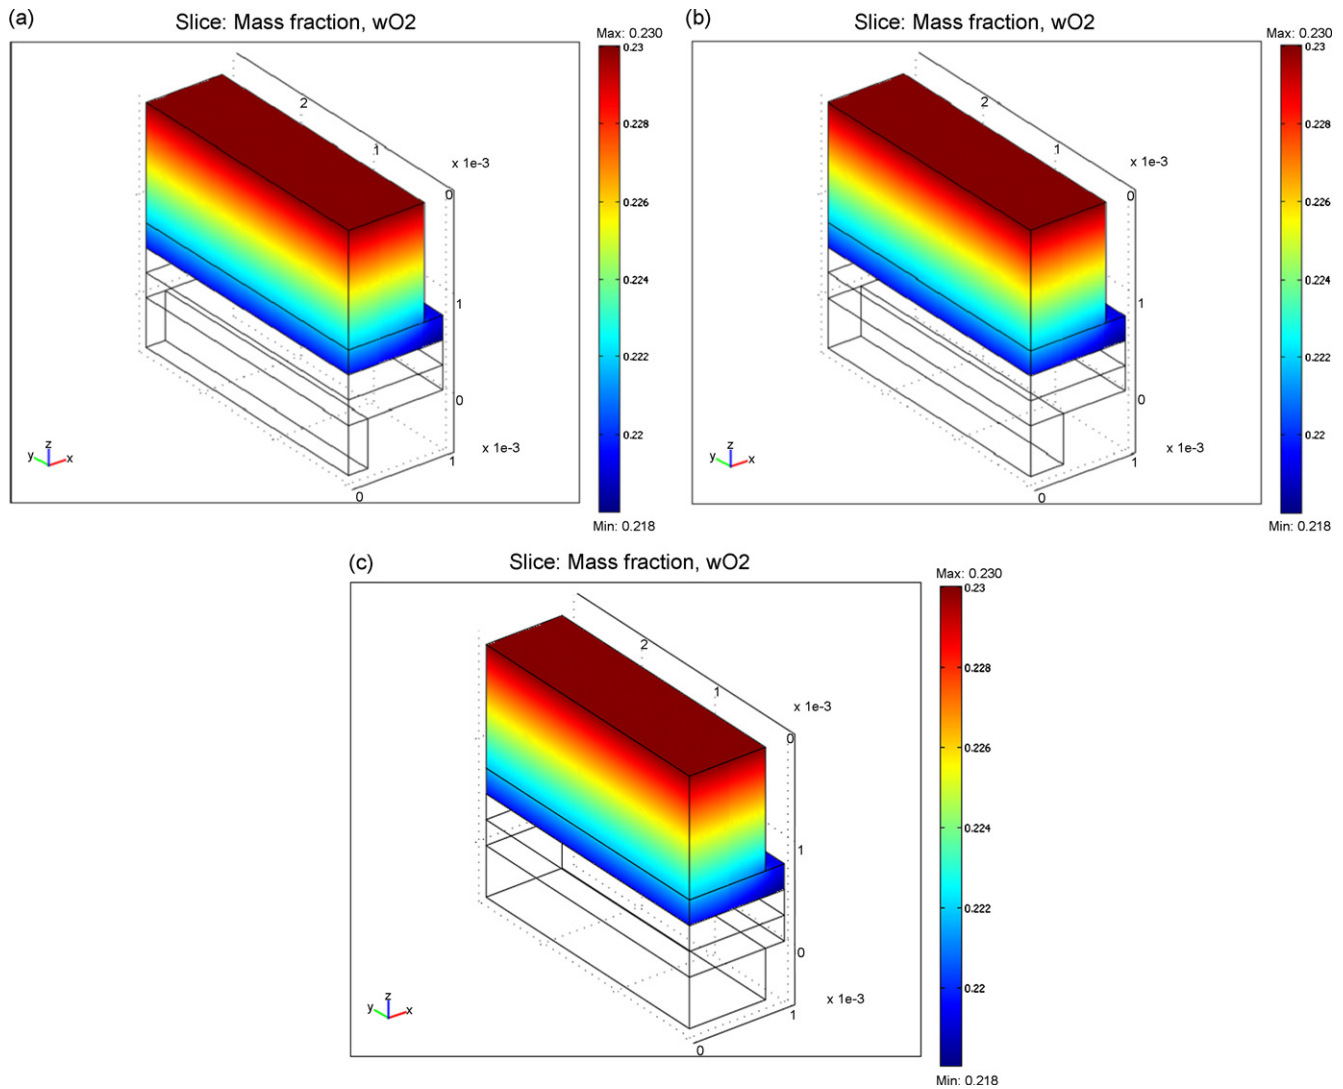 (a)
Slice: Mass fraction, wO2
Max: 0.230
0.23
0.228
0.226
0.224
0.222
0.22
Min: 0.218
2
1
x 1e-3
0
1
0
x 1e-3
1
0
z
y
x
(b)
Slice: Mass fraction, wO2
Max: 0.230
0.23
0.228
0.226
0.224
0.222
0.22
Min: 0.218
2
1
x 1e-3
0
1
0
x 1e-3
1
0
z
y
x
(c)
Slice: Mass fraction, wO2
Max: 0.230
0.23
0.228
0.226
0.224
0.222
0.22
Min: 0.218
2
1
x 1e-3
0
1
0
x 1e-3
1
0
z
y
x